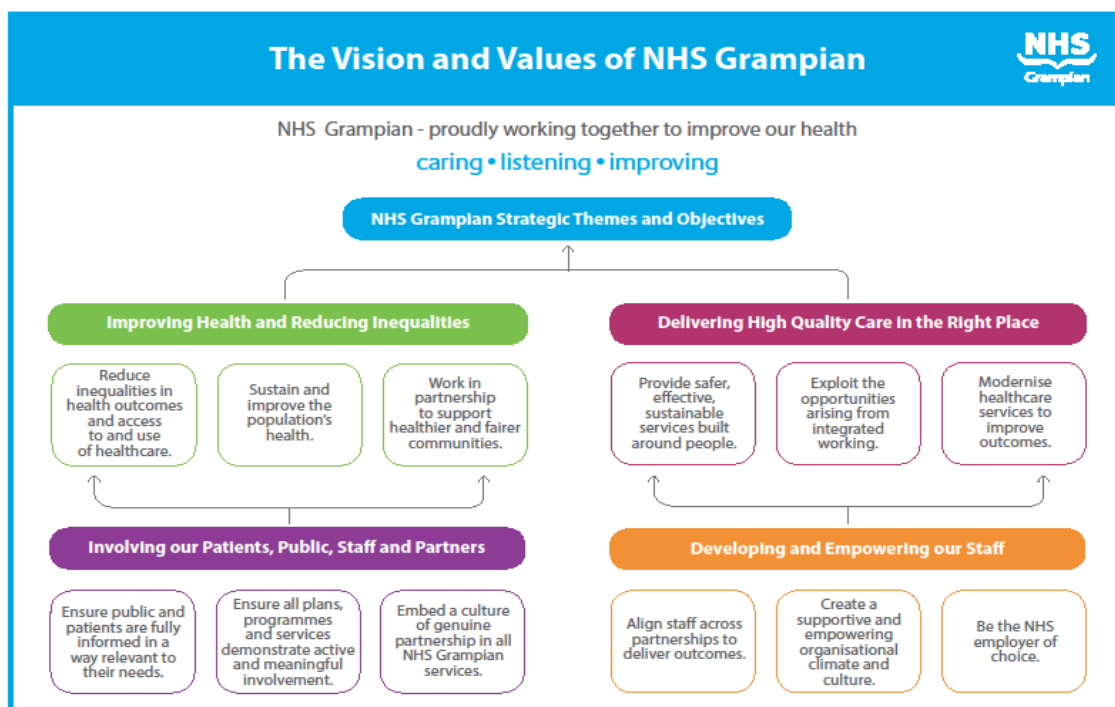 The Vision and Values of NHS Grampian
NHS
Grampian
NHS Grampian - proudly working together to improve our health
caring • listening • improving
NHS Grampian Strategic Themes and Objectives
Improving Health and Reducing Inequalities
Reduce
inequalities in
health outcomes
and access
to and use
of healthcare.
Sustain and
improve the
population's
health.
Work in
partnership
to support
healthier and fairer
communities.
Delivering High Quality Care in the Right Place
Provide safer,
effective,
sustainable
services built
around people.
Exploit the
opportunities
arising from
integrated
working.
Modernise
healthcare
services to
improve
outcomes.
Involving our Patients, Public, Staff and Partners
Ensure public and
patients are fully
informed in a
way relevant to
their needs.
Ensure all plans,
programmes
and services
demonstrate active
and meaningful
involvement.
Embed a culture
of genuine
partnership in all
NHS Grampian
services.
Developing and Empowering our Staff
Align staff across
partnerships to
deliver outcomes.
Create a
supportive and
empowering
organisational
climate and
culture.
Be the NHS
employer of
choice.